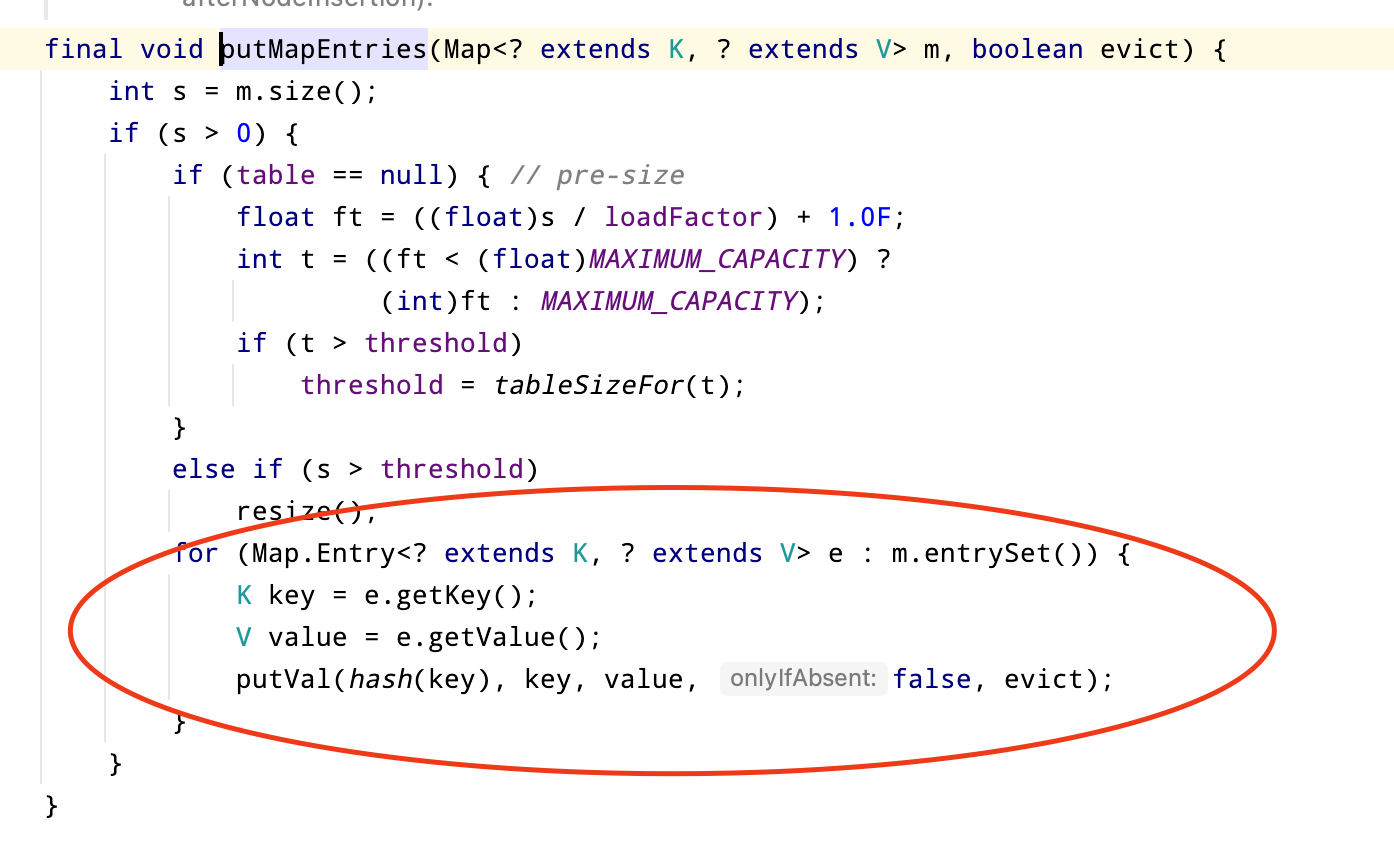 afterNodeInsertion).
final void putMapEntries(Map<? extends K, ? extends V> m, boolean evict) {
    int s = m.size();
    if (s > 0) {
        if (table == null) { // pre-size
            float ft = ((float)s / loadFactor) + 1.0F;
            int t = ((ft < (float)MAXIMUM_CAPACITY) ?
                     (int)ft : MAXIMUM_CAPACITY);
            if (t > threshold)
                threshold = tableSizeFor(t);
        }
        else if (s > threshold)
            resize();
        for (Map.Entry<? extends K, ? extends V> e : m.entrySet()) {
            K key = e.getKey();
            V value = e.getValue();
            putVal(hash(key), key, value, onlyIfAbsent: false, evict);
        }
    }
}